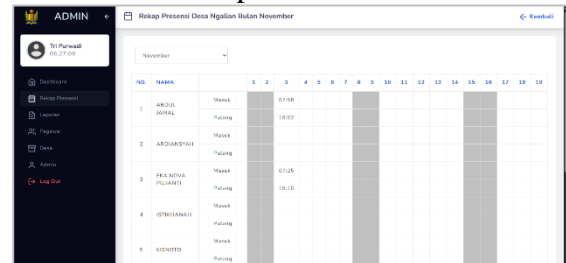 ADMIN
Rekap Presensi Desa Ngalian Bulan November
Kembali
Tri Purwadi
06:27:09
November
Dashboard
Rekap Presensi
Laporan
Pegawai
Desa
Admin
Log Out
NO. NAMA 1 2 3 4 5 6 7 8 9 10 11 12 13 14 15 16 17 18 19
1 ABDUL JAMAL Masuk 07:58
Pulang 16:02
2 ARDIANSYAH Masuk
Pulang
3 EKA NOVA PUJIANTI Masuk 07:25
Pulang 16:10
4 ISTIKHANAH Masuk
Pulang
5 KISNOTO Masuk
Pulang